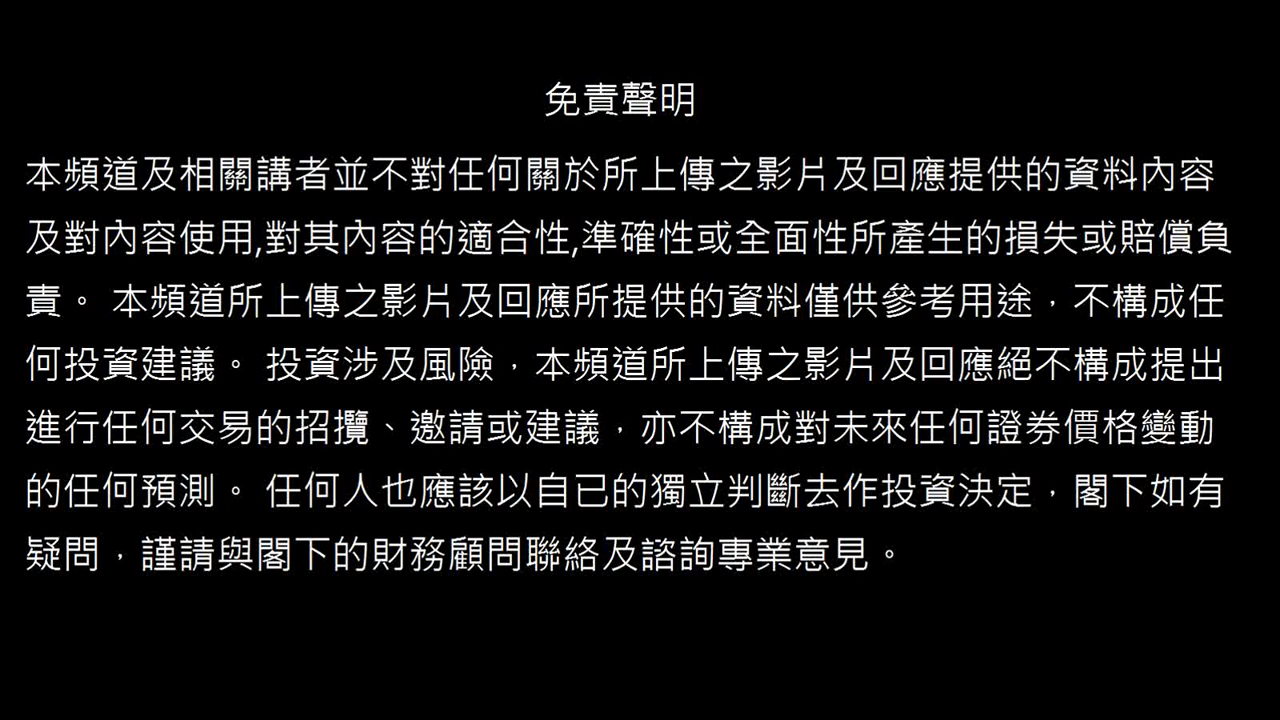 免責聲明
本頻道及相關講者並不對任何關於所上傳之影片及回應提供的資料內容
及對內容使用,對其內容的適合性,準確性或全面性所產生的損失或賠償負
責。 本頻道所上傳之影片及回應所提供的資料僅供參考用途，不構成任
何投資建議。 投資涉及風險，本頻道所上傳之影片及回應絕不構成提出
進行任何交易的招攬、邀請或建議，亦不構成對未來任何證券價格變動
的任何預測。 任何人也應該以自已的獨立判斷去作投資決定，閣下如有
疑問，謹請與閣下的財務顧問聯絡及諮詢專業意見。